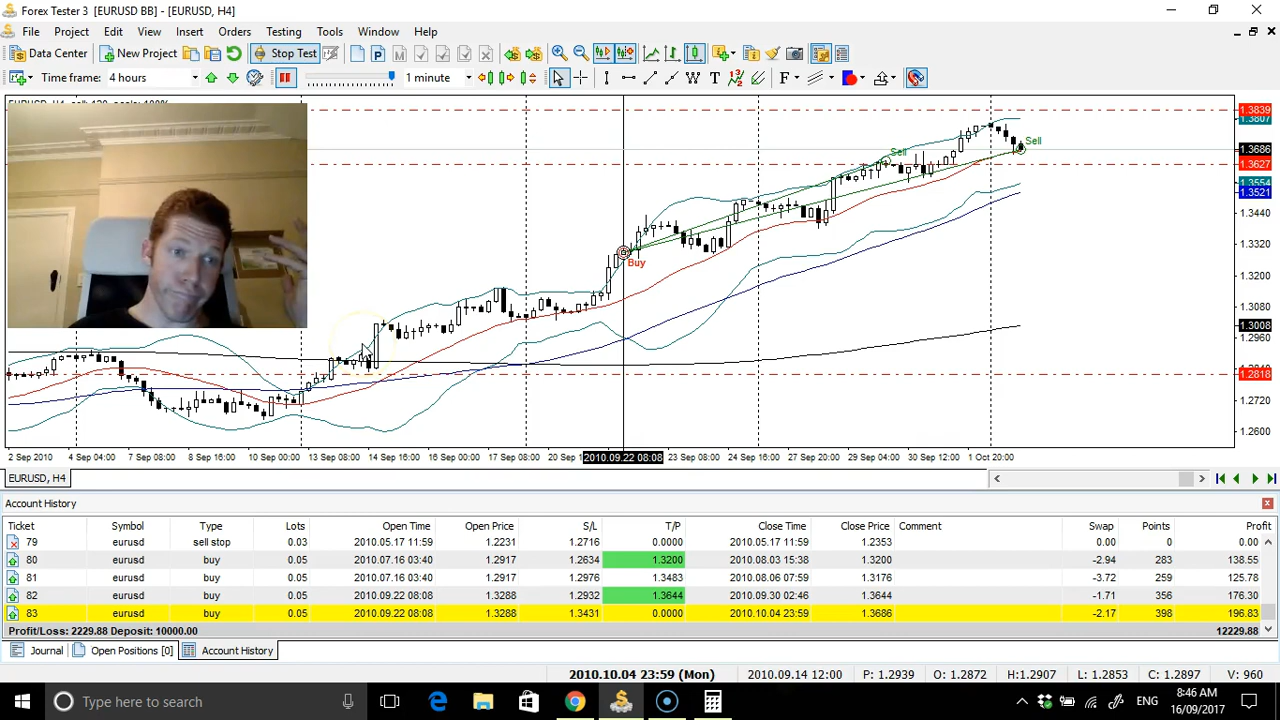 Forex Tester 3 [EURUSD BB] - [EURUSD, H4]
File Project Edit View Insert Orders Testing Tools Window Help
Data Center New Project P M Stop Test
Time frame: 4 hours 1 minute T F
1.3839
1.3807
Sell
Sell
1.3686
1.3627
1.3554
1.3521
1.3440
1.3320
Buy
1.3200
1.3080
1.3008
1.2960
1.2818
1.2720
1.2600
2 Sep 2010 4 Sep 04:00 7 Sep 08:00 8 Sep 16:00 10 Sep 00:00 13 Sep 08:00 14 Sep 16:00 16 Sep 00:00 17 Sep 08:00 20 Sep 2010.09.22 08:08 23 Sep 08:00 24 Sep 16:00 27 Sep 20:00 29 Sep 04:00 30 Sep 12:00 1 Oct 20:00
EURUSD, H4
Account History
Ticket Symbol Type Lots Open Time Open Price S/L T/P Close Time Close Price Comment Swap Points Profit
79 eurusd sell stop 0.03 2010.05.17 11:59 1.2231 1.2716 0.0000 2010.05.17 11:59 1.2353 0.00 0 0.00
80 eurusd buy 0.05 2010.07.16 03:40 1.2917 1.2634 1.3200 2010.08.03 15:38 1.3200 -2.94 283 138.55
81 eurusd buy 0.05 2010.07.16 03:40 1.2917 1.2976 1.3483 2010.08.06 07:59 1.3176 -3.72 259 125.78
82 eurusd buy 0.05 2010.09.22 08:08 1.3288 1.2932 1.3644 2010.09.30 02:46 1.3644 -1.71 356 176.30
83 eurusd buy 0.05 2010.09.22 08:08 1.3288 1.3431 0.0000 2010.10.04 23:59 1.3686 -2.17 398 196.83
Profit/Loss: 2229.88 Deposit: 10000.00 12229.88
Journal Open Positions [0] Account History
2010.10.04 23:59 (Mon) 2010.09.14 12:00 P: 1.2939 O: 1.2872 H:1.2907 L: 1.2853 C: 1.2897 V: 960
Type here to search ENG 8:46 AM
16/09/2017